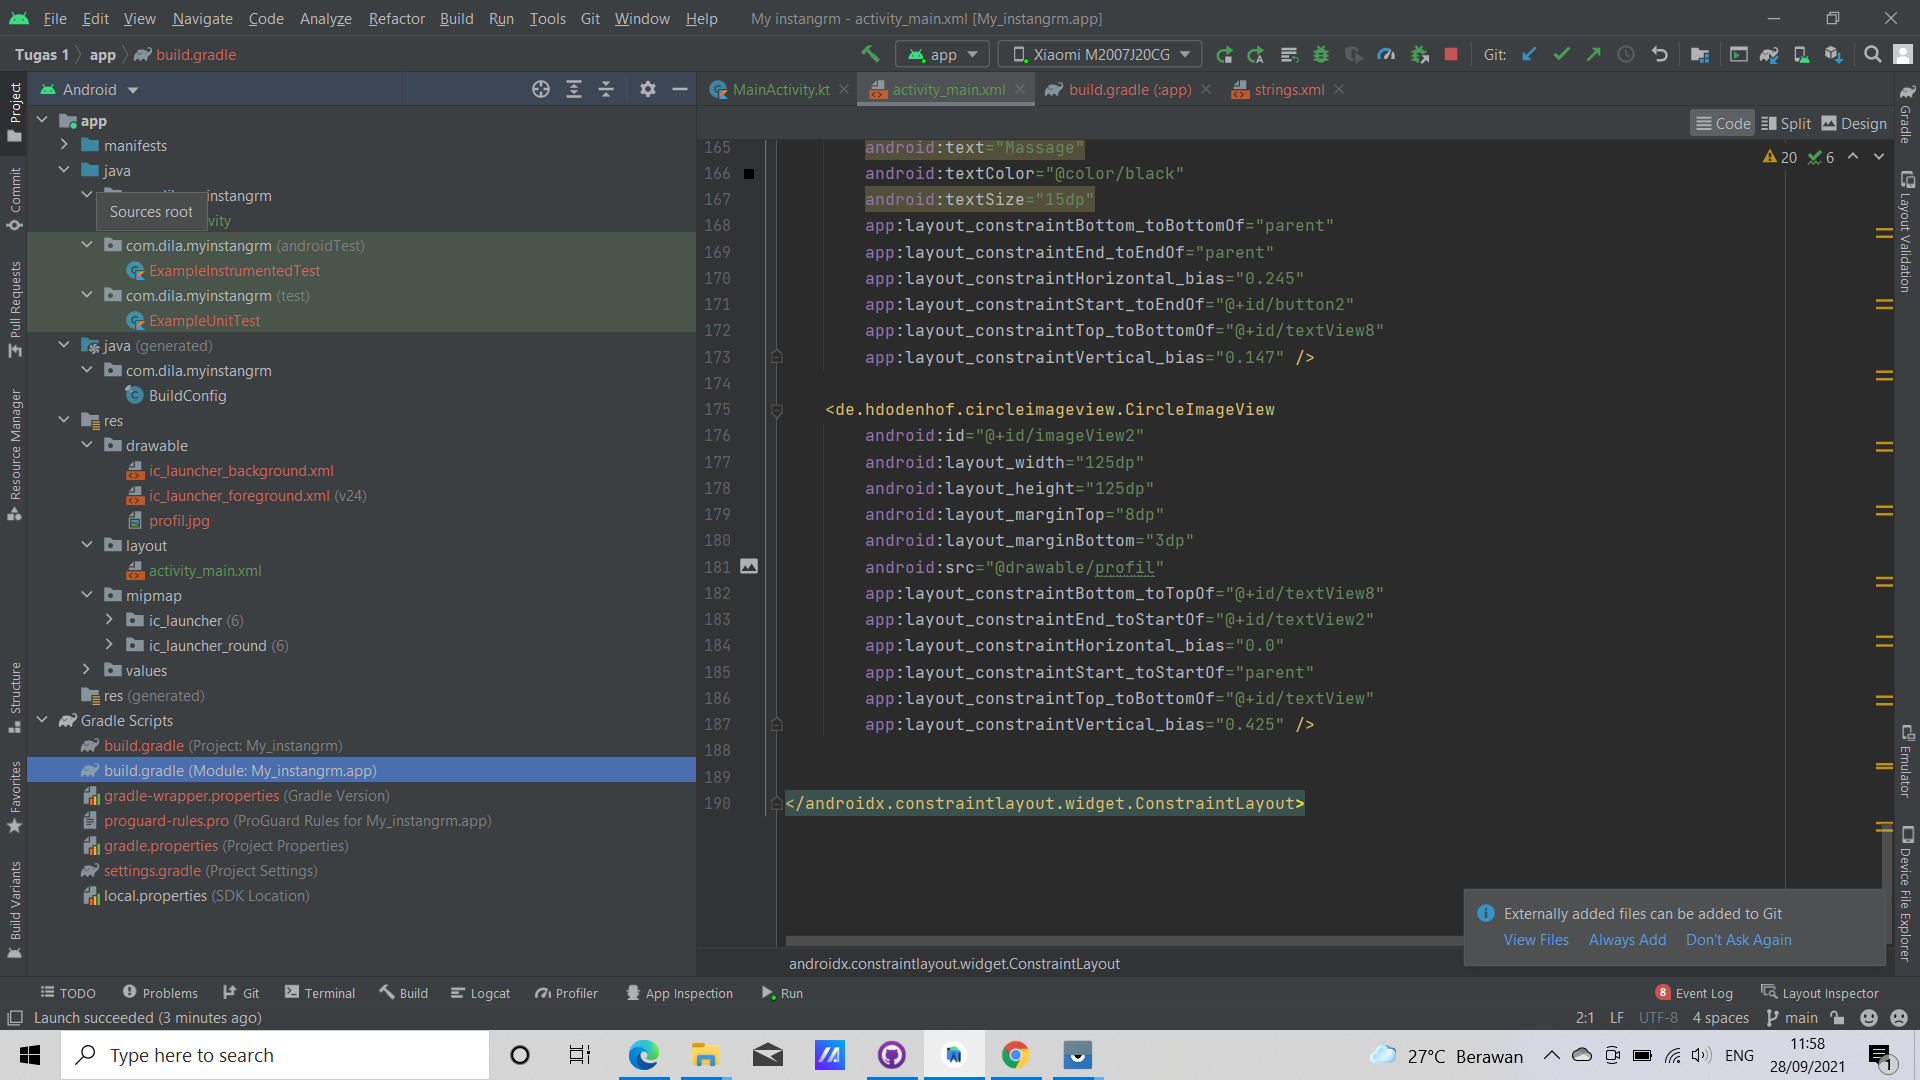 File Edit View Navigate Code Analyze Refactor Build Run Tools Git Window Help My instangrm - activity_main.xml [My_instangrm.app]
Tugas 1 app build.gradle
app Xiaomi M2007J20CG Git:
Android
MainActivity.kt activity_main.xml build.gradle (:app) strings.xml
Code Split Design
20 6
Project
Commit
Pull Requests
Resource Manager
Structure
Favorites
Build Variants
app
manifests
java
instangrm
Sources root
vity
com.dila.myinstangrm (androidTest)
ExampleInstrumentedTest
com.dila.myinstangrm (test)
ExampleUnitTest
java (generated)
com.dila.myinstangrm
BuildConfig
res
drawable
ic_launcher_background.xml
ic_launcher_foreground.xml (v24)
profil.jpg
layout
activity_main.xml
mipmap
ic_launcher (6)
ic_launcher_round (6)
values
res (generated)
Gradle Scripts
build.gradle (Project: My_instangrm)
build.gradle (Module: My_instangrm.app)
gradle-wrapper.properties (Gradle Version)
proguard-rules.pro (ProGuard Rules for My_instangrm.app)
gradle.properties (Project Properties)
settings.gradle (Project Settings)
local.properties (SDK Location)
165 android:text="Massage"
166 android:textColor="@color/black"
167 android:textSize="15dp"
168 app:layout_constraintBottom_toBottomOf="parent"
169 app:layout_constraintEnd_toEndOf="parent"
170 app:layout_constraintHorizontal_bias="0.245"
171 app:layout_constraintStart_toEndOf="@+id/button2"
172 app:layout_constraintTop_toBottomOf="@+id/textView8"
173 app:layout_constraintVertical_bias="0.147" />
174
175 <de.hdodenhof.circleimageview.CircleImageView
176 android:id="@+id/imageView2"
177 android:layout_width="125dp"
178 android:layout_height="125dp"
179 android:layout_marginTop="8dp"
180 android:layout_marginBottom="3dp"
181 android:src="@drawable/profil"
182 app:layout_constraintBottom_toTopOf="@+id/textView8"
183 app:layout_constraintEnd_toStartOf="@+id/textView2"
184 app:layout_constraintHorizontal_bias="0.0"
185 app:layout_constraintStart_toStartOf="parent"
186 app:layout_constraintTop_toBottomOf="@+id/textView"
187 app:layout_constraintVertical_bias="0.425" />
188
189
190 </androidx.constraintlayout.widget.ConstraintLayout>
androidx.constraintlayout.widget.ConstraintLayout
Gradle
Layout Validation
Emulator
Device File Explorer
Externally added files can be added to Git
View Files Always Add Don't Ask Again
TODO Problems Git Terminal Build Logcat Profiler App Inspection Run 8 Event Log Layout Inspector
Launch succeeded (3 minutes ago) 2:1 LF UTF-8 4 spaces main
Type here to search 27°C Berawan ENG 11:58
28/09/2021 1